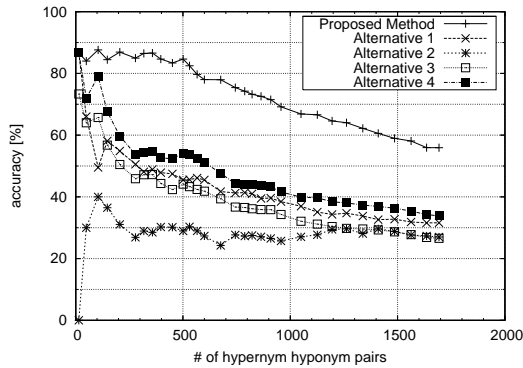 100
80
60
40
20
0
accuracy [%]
Proposed Method
Alternative 1
Alternative 2
Alternative 3
Alternative 4
0 500 1000 1500 2000
# of hypernym hyponym pairs